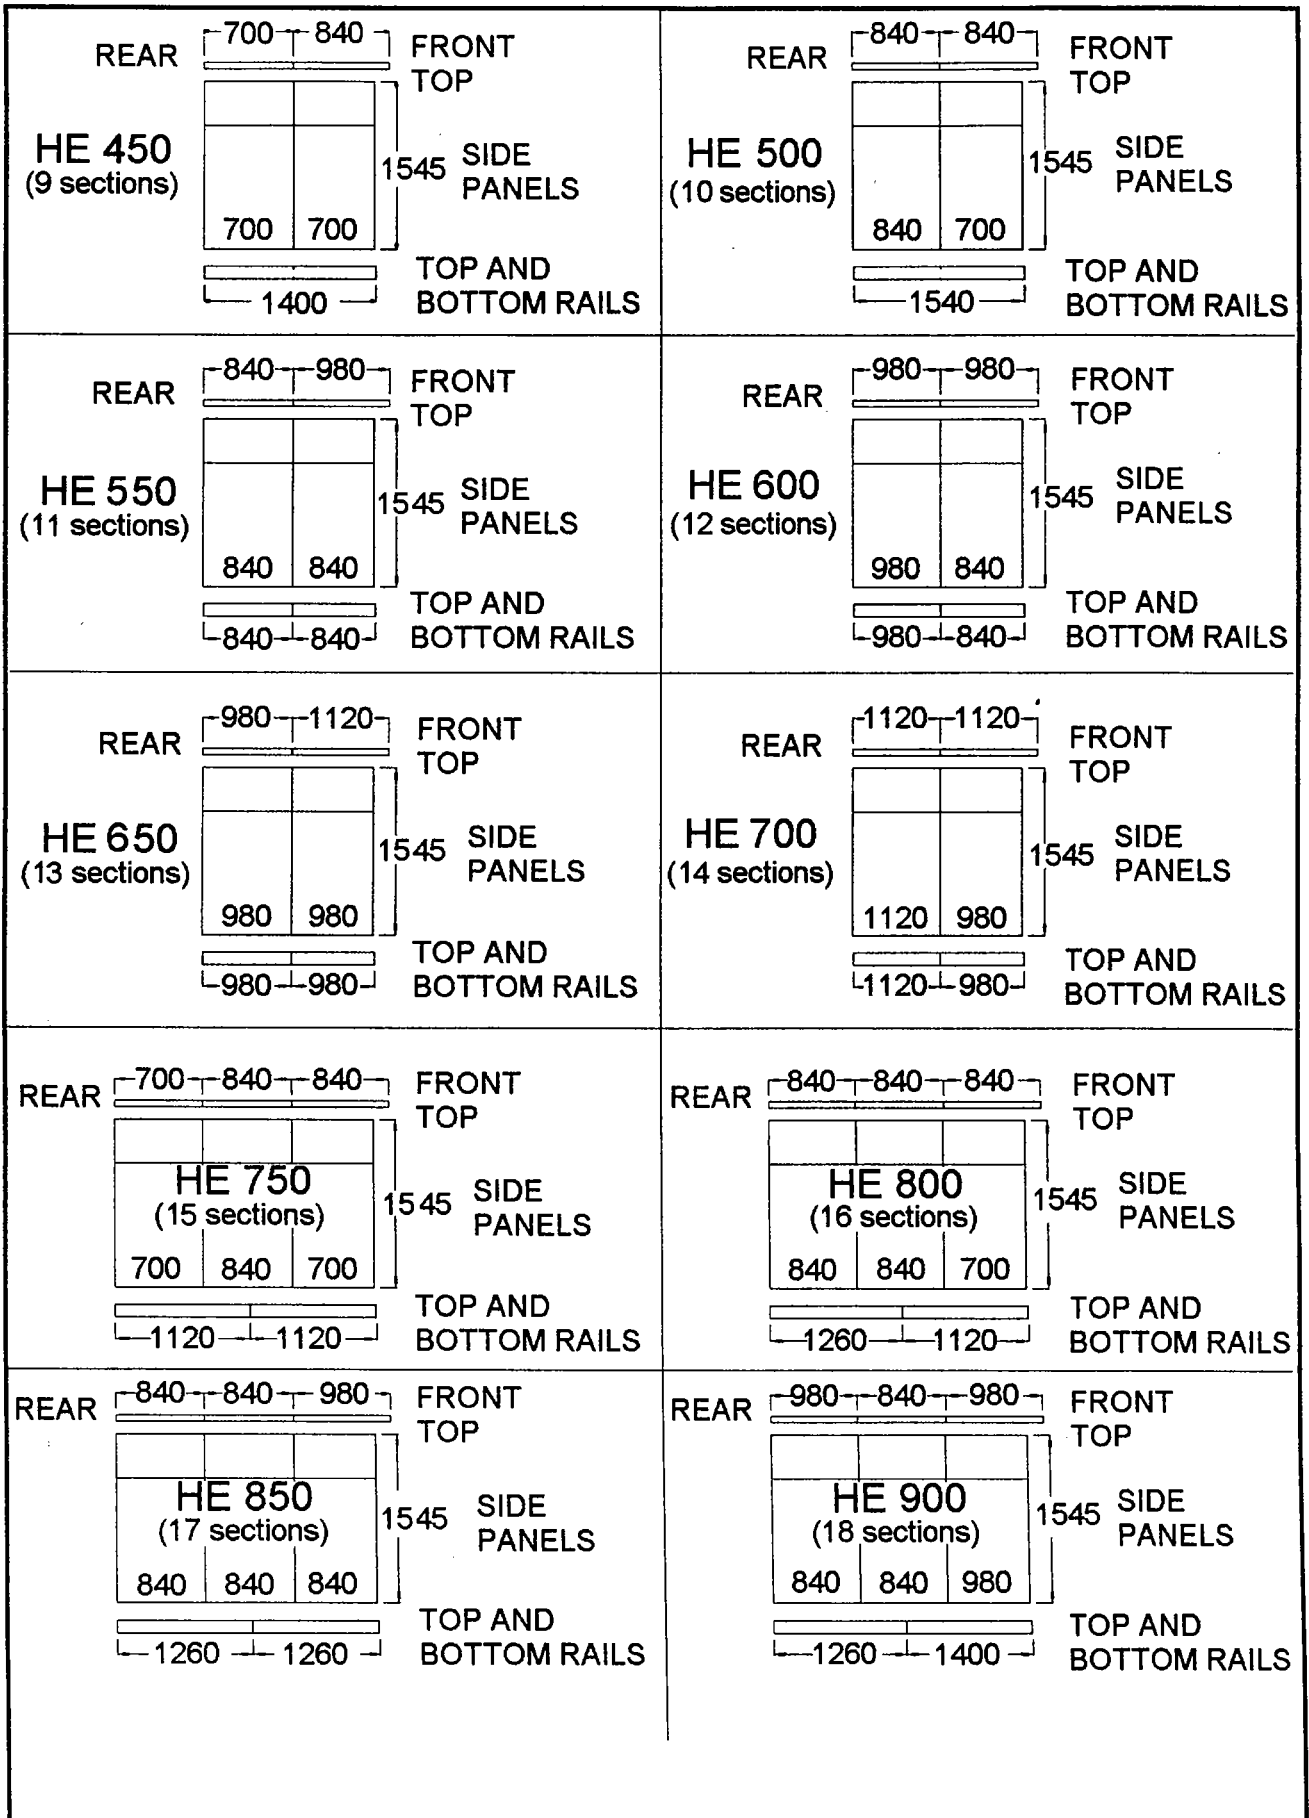 700 840
REAR
FRONT
TOP
HE 450
(9 sections)
1545
SIDE
PANELS
700 700
TOP AND
BOTTOM RAILS
1400
840 840
REAR
FRONT
TOP
HE 500
(10 sections)
1545
SIDE
PANELS
840 700
TOP AND
BOTTOM RAILS
1540
840 980
REAR
FRONT
TOP
HE 550
(11 sections)
1545
SIDE
PANELS
840 840
TOP AND
BOTTOM RAILS
840 840
980 980
REAR
FRONT
TOP
HE 600
(12 sections)
1545
SIDE
PANELS
980 840
TOP AND
BOTTOM RAILS
980 840
980 1120
REAR
FRONT
TOP
HE 650
(13 sections)
1545
SIDE
PANELS
980 980
TOP AND
BOTTOM RAILS
980 980
1120 1120
REAR
FRONT
TOP
HE 700
(14 sections)
1545
SIDE
PANELS
1120 980
TOP AND
BOTTOM RAILS
1120 980
700 840 840
REAR
FRONT
TOP
HE 750
(15 sections)
1545
SIDE
PANELS
700 840 700
TOP AND
BOTTOM RAILS
1120 1120
840 840 840
REAR
FRONT
TOP
HE 800
(16 sections)
1545
SIDE
PANELS
840 840 700
TOP AND
BOTTOM RAILS
1260 1120
840 840 980
REAR
FRONT
TOP
HE 850
(17 sections)
1545
SIDE
PANELS
840 840 840
TOP AND
BOTTOM RAILS
1260 1260
980 840 980
REAR
FRONT
TOP
HE 900
(18 sections)
1545
SIDE
PANELS
840 840 980
TOP AND
BOTTOM RAILS
1260 1400